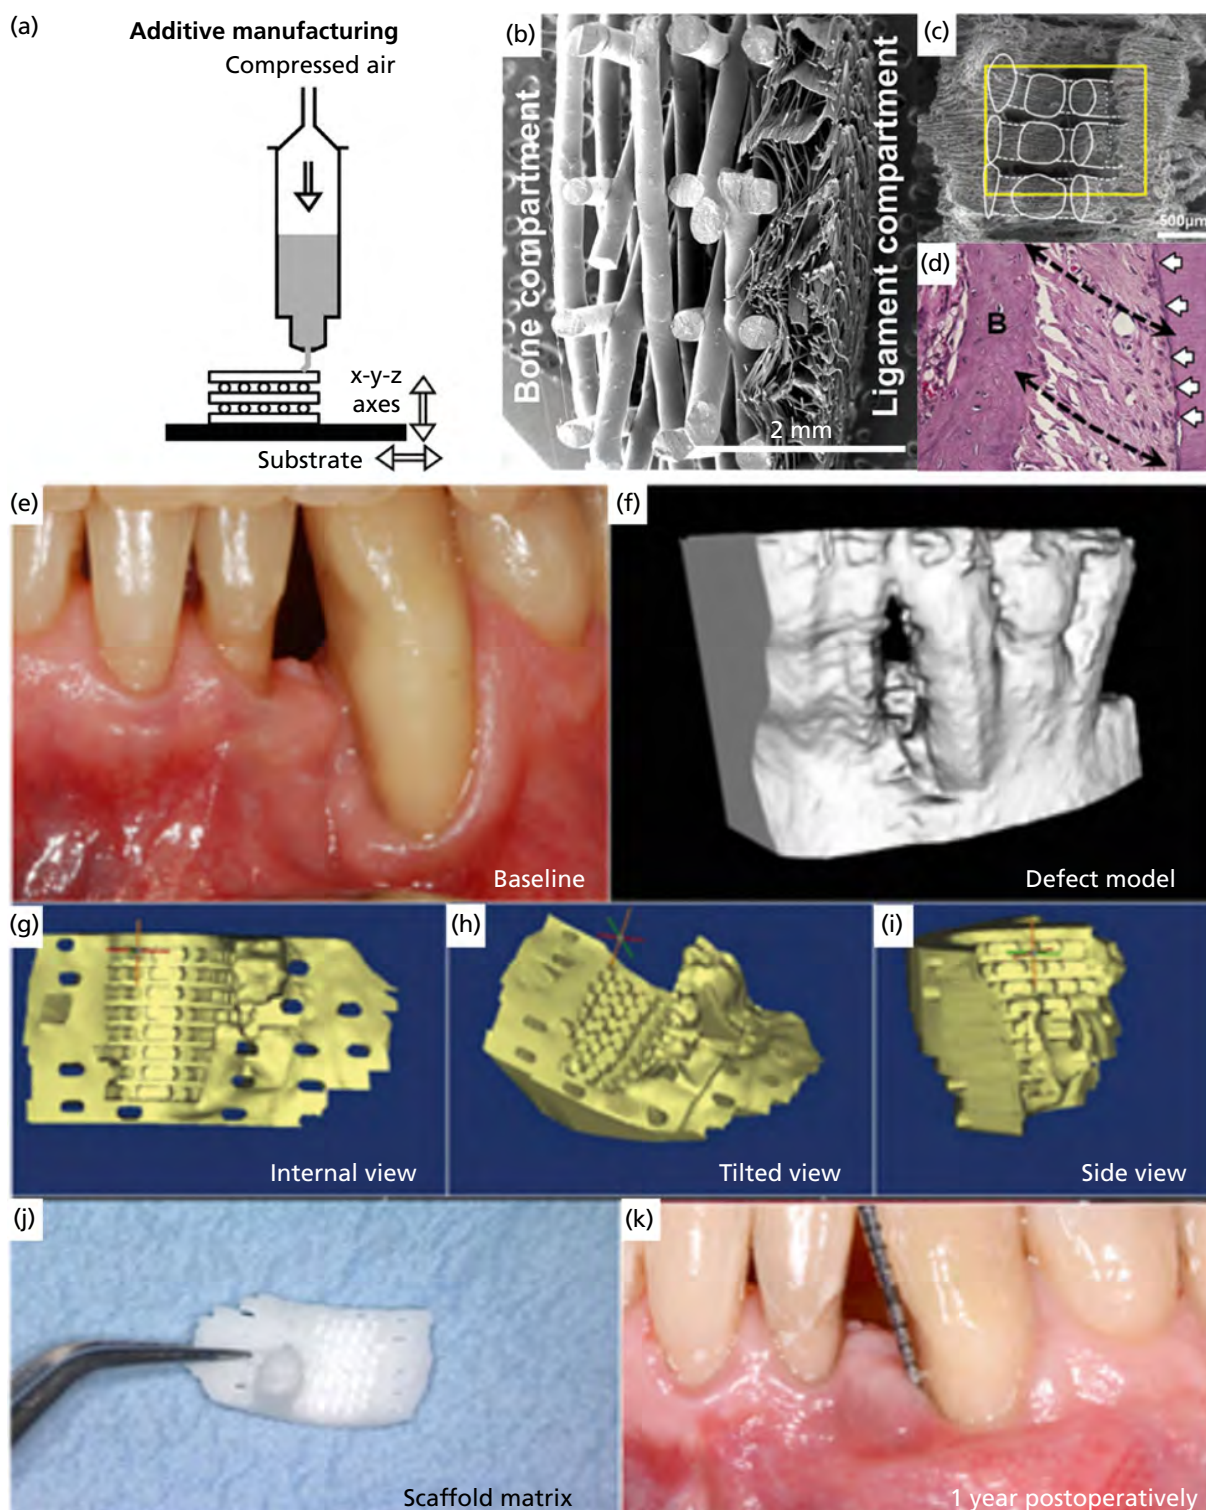 (a)
Additive manufacturing
Compressed air
x-y-z
axes
Substrate
(b)
Bone compartment
Ligament compartment
2 mm
(c)
500µm
(d)
B
(e)
Baseline
(f)
Defect model
(g)
Internal view
(h)
Tilted view
(i)
Side view
(j)
Scaffold matrix
(k)
1 year postoperatively